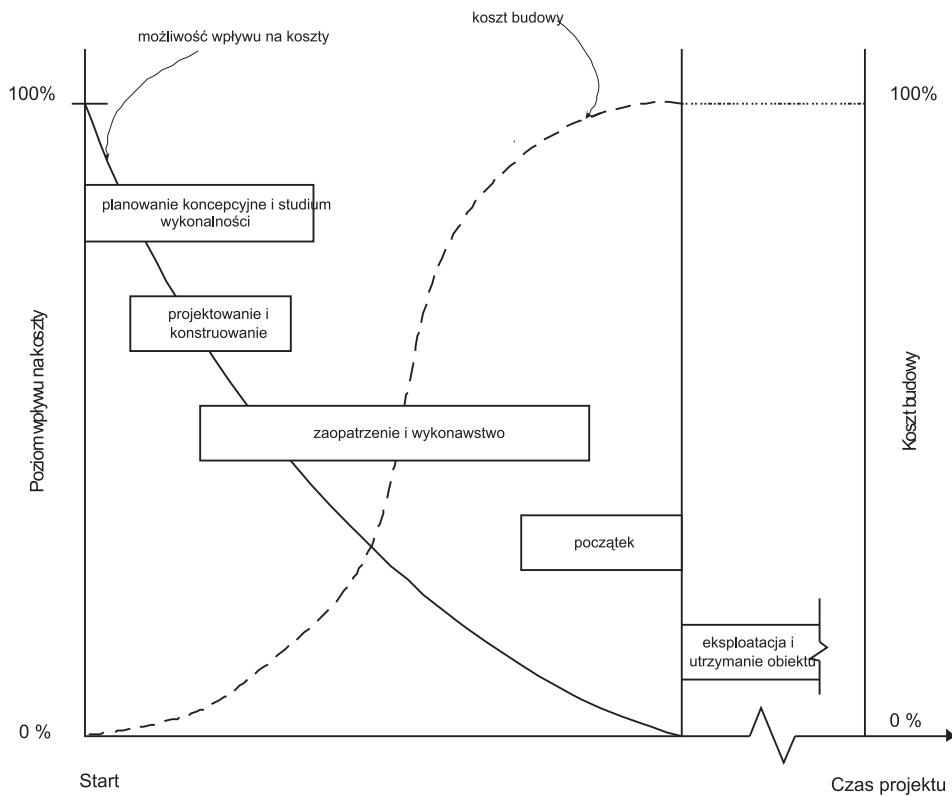 koszt budowy
możliwość wpływu na koszty
100%
100%
planowanie koncepcyjne i studium
wykonalności
projektowanie i
konstruowanie
Poziom wpływu na koszty
Koszt budowy
zaopatrzenie i wykonawstwo
początek
eksploatacja i
utrzymanie obiektu
0 %
0 %
Start
Czas projektu